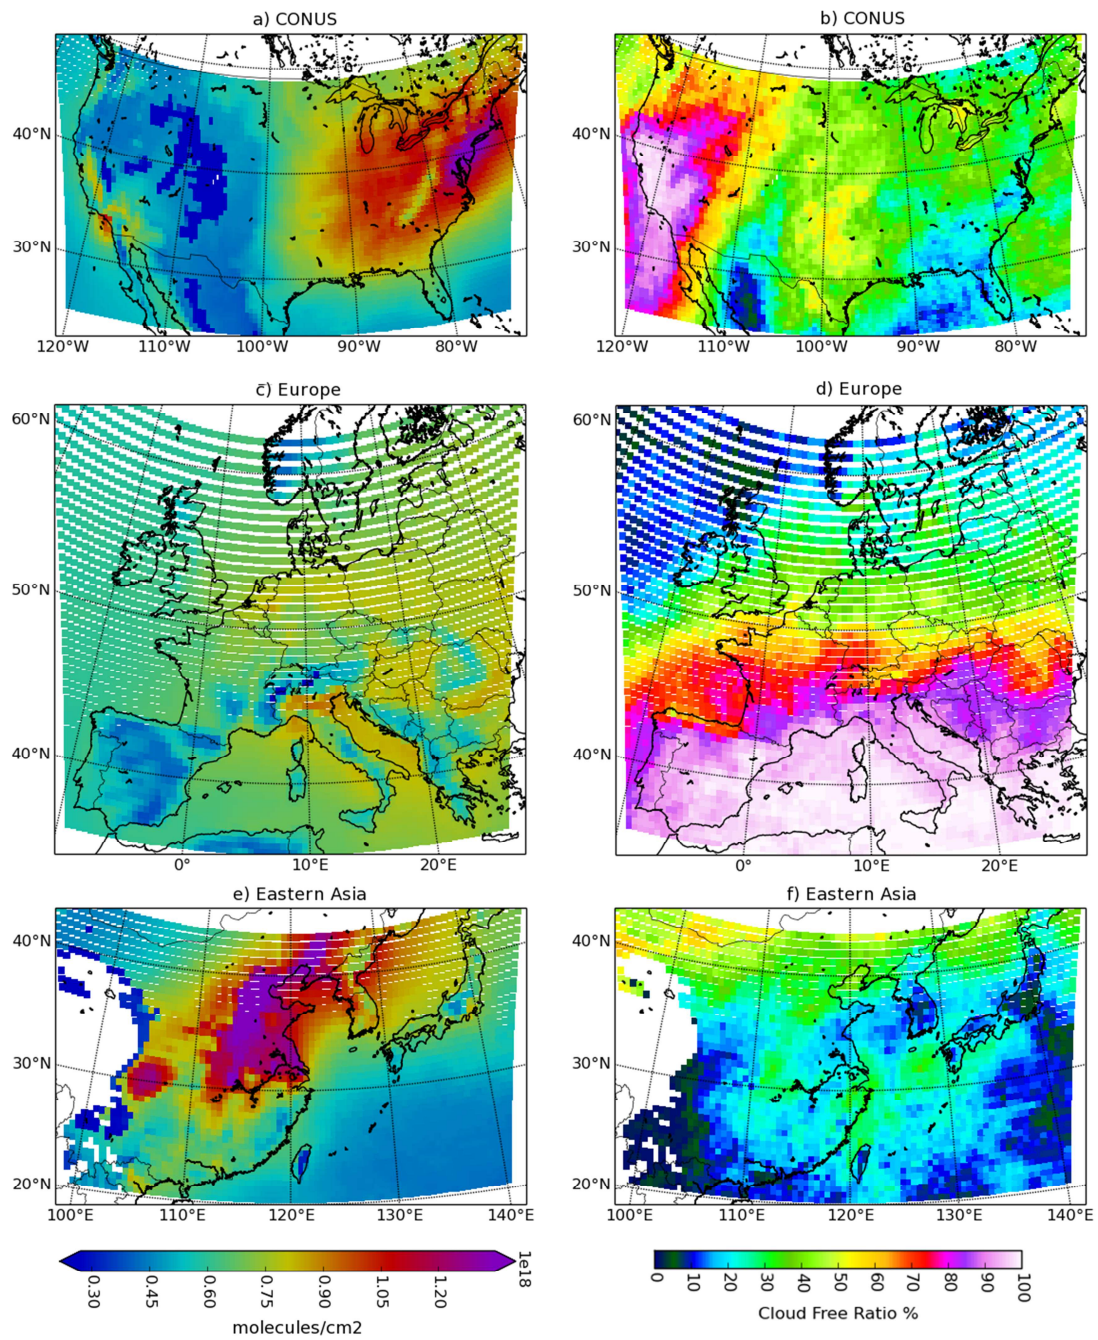 a) CONUS
b) CONUS
40°N
30°N
120°W 110°W 100°W 90°W 80°W
40°N
30°N
120°W 110°W 100°W 90°W 80°W
c) Europe
d) Europe
60°N
50°N
40°N
0° 10°E 20°E
60°N
50°N
40°N
0° 10°E 20°E
e) Eastern Asia
f) Eastern Asia
40°N
30°N
20°N
100°E 110°E 120°E 130°E 140°E
40°N
30°N
20°N
100°E 110°E 120°E 130°E 140°E
0.30 0.45 0.60 0.75 0.90 1.05 1.20 1e18
molecules/cm2
0 10 20 30 40 50 60 70 80 90 100
Cloud Free Ratio %